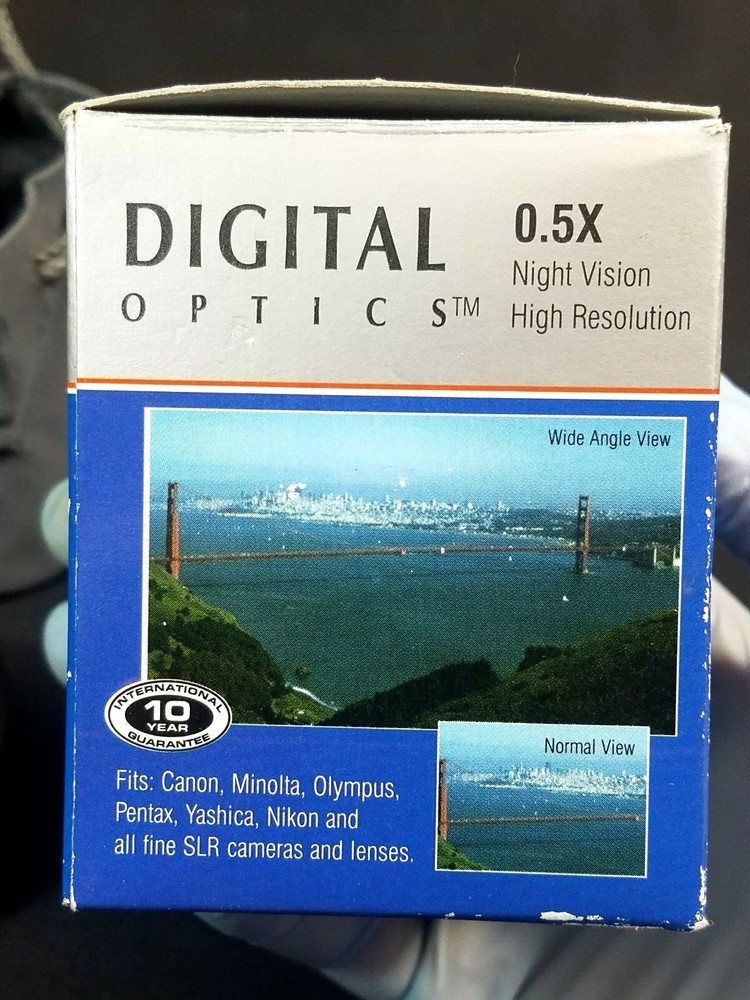 DIGITAL
OPTICS™
0.5X
Night Vision
High Resolution
Wide Angle View
INTERNATIONAL
10
YEAR
GUARANTEE
Normal View
Fits: Canon, Minolta, Olympus,
Pentax, Yashica, Nikon and
all fine SLR cameras and lenses.